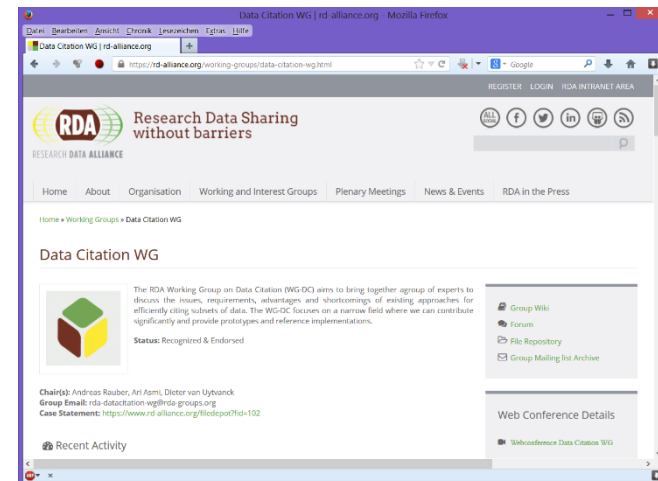 Data Citation WG | rd-alliance.org - Mozilla Firefox
Datei Bearbeiten Ansicht Chronik Lesezeichen Extras Hilfe
Data Citation WG | rd-alliance.org
https://rd-alliance.org/working-groups/data-citation-wg.html
Google
REGISTER LOGIN RDA INTRANET AREA
RDA
RESEARCH DATA ALLIANCE
Research Data Sharing
without barriers
ALL
f
in
Home About Organisation Working and Interest Groups Plenary Meetings News & Events RDA in the Press
Home » Working Groups » Data Citation WG
Data Citation WG
The RDA Working Group on Data Citation (WG-DC) aims to bring together agroup of experts to
discuss the issues, requirements, advantages and shortcomings of existing approaches for
efficiently citing subsets of data. The WG-DC focuses on a narrow field where we can contribute
significantly and provide prototypes and reference implementations.
Status: Recognized & Endorsed
Group Wiki
Forum
File Repository
Group Mailing list Archive
Chair(s): Andreas Rauber, Ari Asmi, Dieter van Uytvanck
Group Email: rda-datacitation-wg@rda-groups.org
Case Statement: https://www.rd-alliance.org/filedepot?fid=102
Web Conference Details
Webconference Data Citation WG
Recent Activity